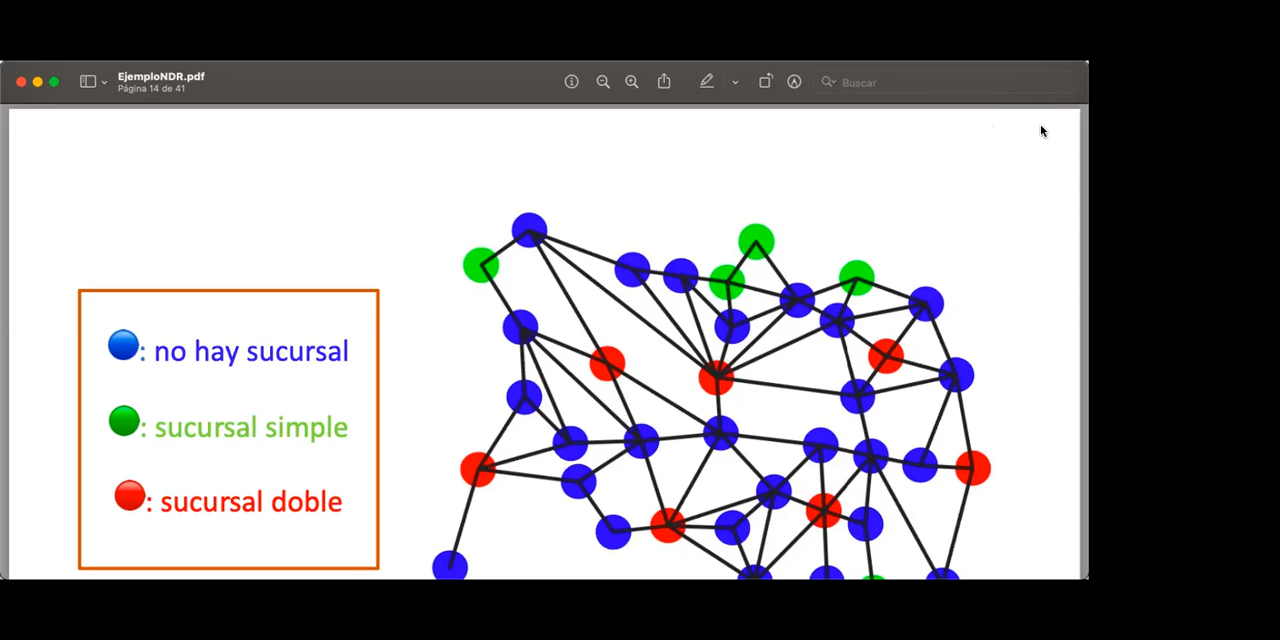 EjemploNDR.pdf
Página 14 de 41
Buscar
: no hay sucursal
: sucursal simple
: sucursal doble